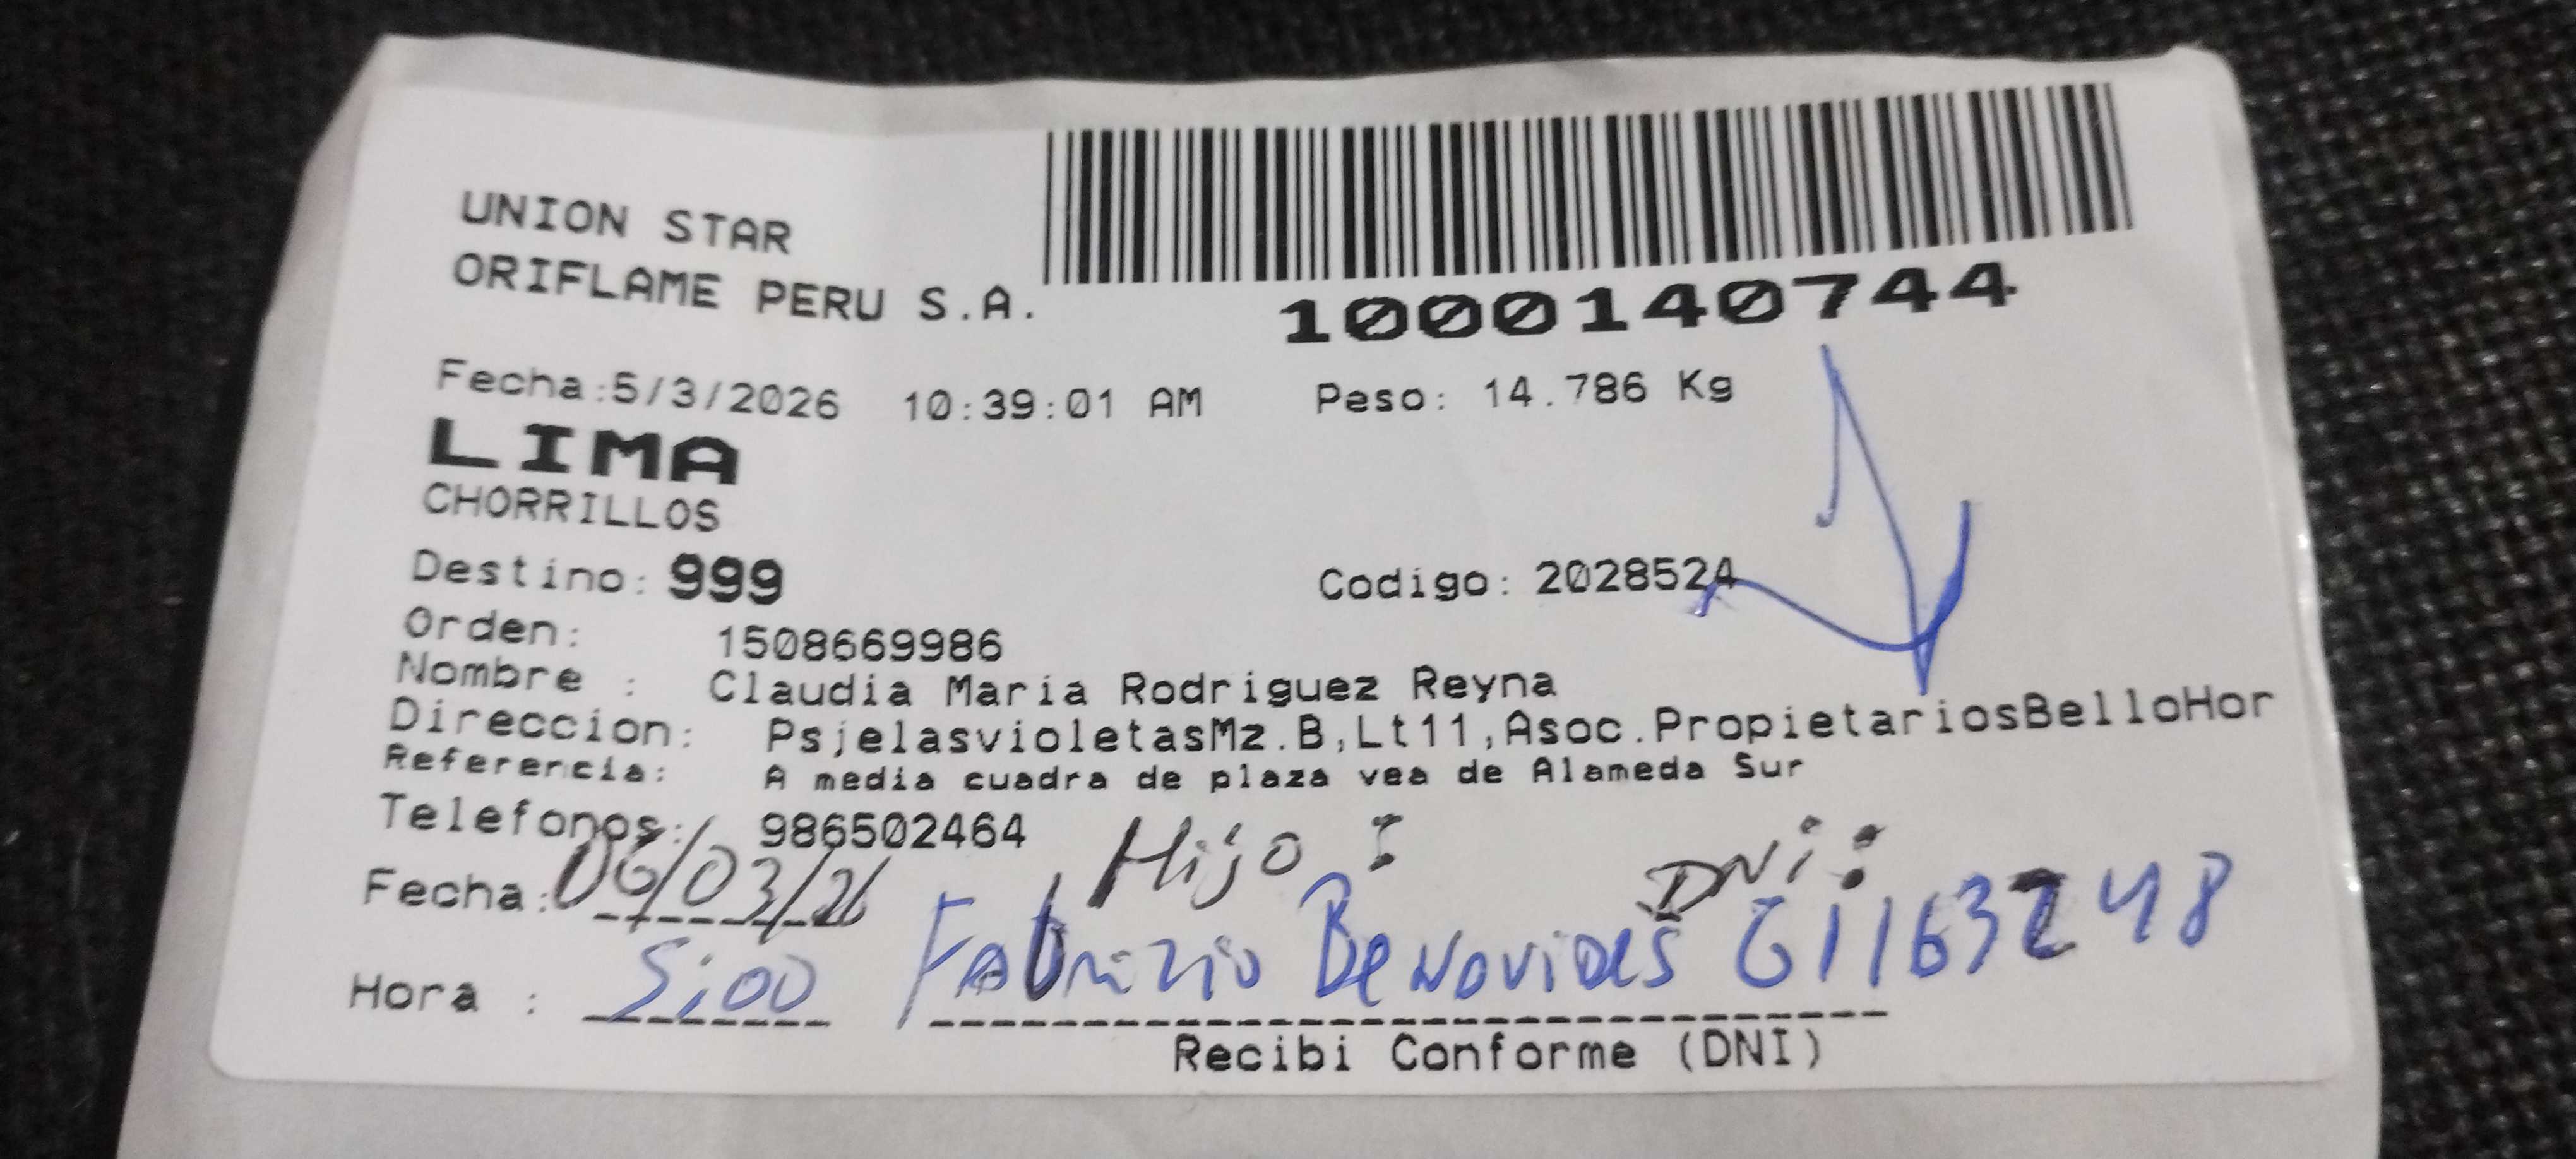 UNION STAR
ORIFLAME PERU S.A.
1000140744
Fecha:5/3/2026 10:39:01 AM Peso: 14.786 Kg
LIMA
CHORRILLOS
Destino: 999 Codigo: 2028524
Orden: 1508669986
Nombre : Claudia Maria Rodriguez Reyna
Direccion: PsjelasvioletasMz.B,Lt11,Asoc.PropietariosBelloHor
Referencia: A media cuadra de plaza vea de Alameda Sur
Telefonos: 986502464 Hijo : DNi:
Fecha: 06/03/26
Hora : 5:00 Fabrizio Benavides 61163248
Recibi Conforme (DNI)